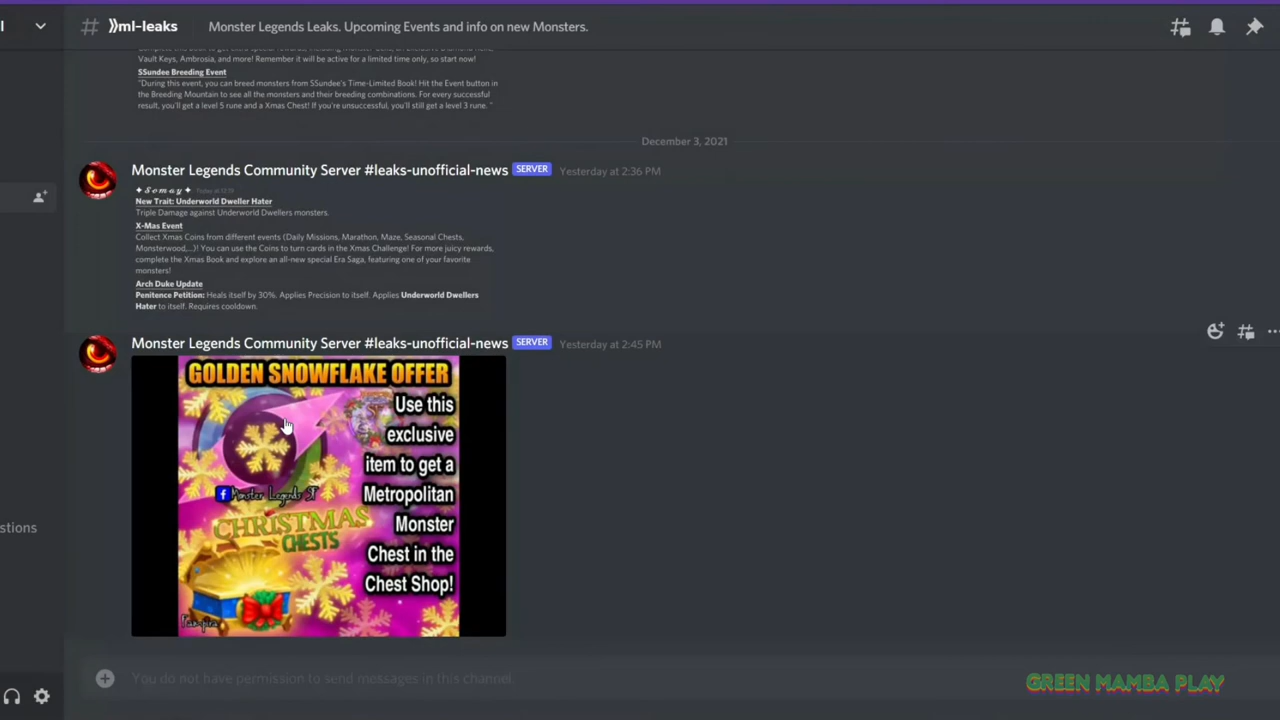 l
#
⟫ml-leaks
Monster Legends Leaks. Upcoming Events and info on new Monsters.
Vault Keys, Ambrosia, and more! Remember it will be active for a limited time only, so start now!
SSundee Breeding Event
"During this event, you can breed monsters from SSundee's Time-Limited Book! Hit the Event button in
the Breeding Mountain to see all the monsters and their breeding combinations. For every successful
result, you'll get a level 5 rune and a Xmas Chest! If you're unsuccessful, you'll still get a level 3 rune. "
December 3, 2021
Monster Legends Community Server #leaks-unofficial-news SERVER Yesterday at 2:36 PM
✦ 𝓢𝓸𝓶𝓪𝔂 ✦ Today at 13:19
New Trait: Underworld Dweller Hater
Triple Damage against Underworld Dwellers monsters.
X-Mas Event
Collect Xmas Coins from different events (Daily Missions, Marathon, Maze, Seasonal Chests,
Monsterwood,...)! You can use the Coins to turn cards in the Xmas Challenge! For more juicy rewards,
complete the Xmas Book and explore an all-new special Era Saga, featuring one of your favorite
monsters!
Arch Duke Update
Penitence Petition: Heals itself by 30%. Applies Precision to itself. Applies Underworld Dwellers
Hater to itself. Requires cooldown.
Monster Legends Community Server #leaks-unofficial-news SERVER Yesterday at 2:45 PM
GOLDEN SNOWFLAKE OFFER
Use this
exclusive
item to get a
Metropolitan
Monster
Chest in the
Chest Shop!
f Monster Legends ST
CHRISTMAS
CHESTS
stions
You do not have permission to send messages in this channel.
GREEN MAMBA PLAY